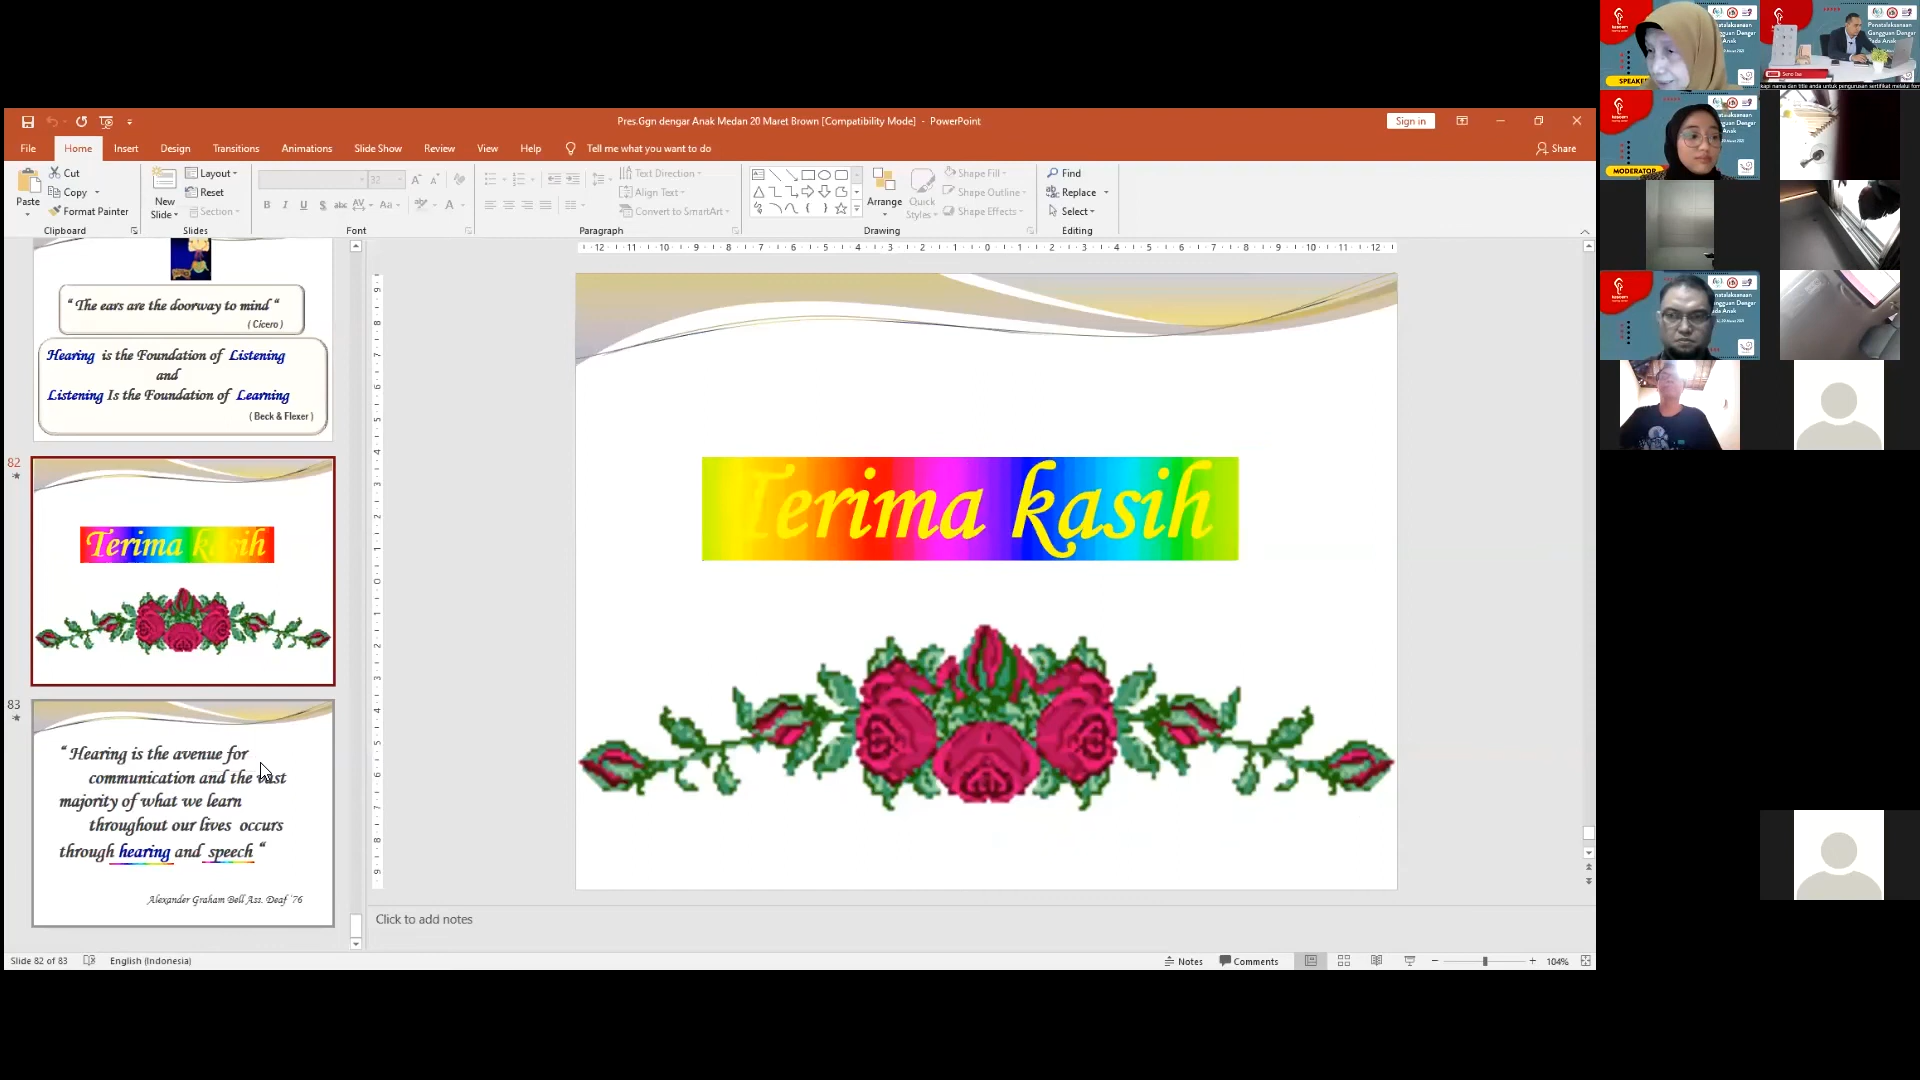 Pres.Ggn dengar Anak Medan 20 Maret Brown [Compatibility Mode] - PowerPoint
Sign in
File Home Insert Design Transitions Animations Slide Show Review View Help Tell me what you want to do
Share
Paste
Cut
Copy
Format Painter
Clipboard
New Slide
Layout
Reset
Section
Slides
32
Font
Text Direction
Align Text
Convert to SmartArt
Paragraph
Arrange
Quick Styles
Shape Fill
Shape Outline
Shape Effects
Drawing
Find
Replace
Select
Editing
“ The ears are the doorway to mind “
( Cicero )
Hearing is the Foundation of Listening
and
Listening Is the Foundation of Learning
( Beck & Flexer )
82
Terima kasih
83
“ Hearing is the avenue for
communication and the vast
majority of what we learn
throughout our lives occurs
through hearing and speech “
Alexander Graham Bell Ass. Deaf '76
Terima kasih
Click to add notes
Slide 82 of 83
English (Indonesia)
Notes
Comments
104%
SPEAKER
MODERATOR
Penatalaksanaan
Gangguan Dengar
Pada Anak